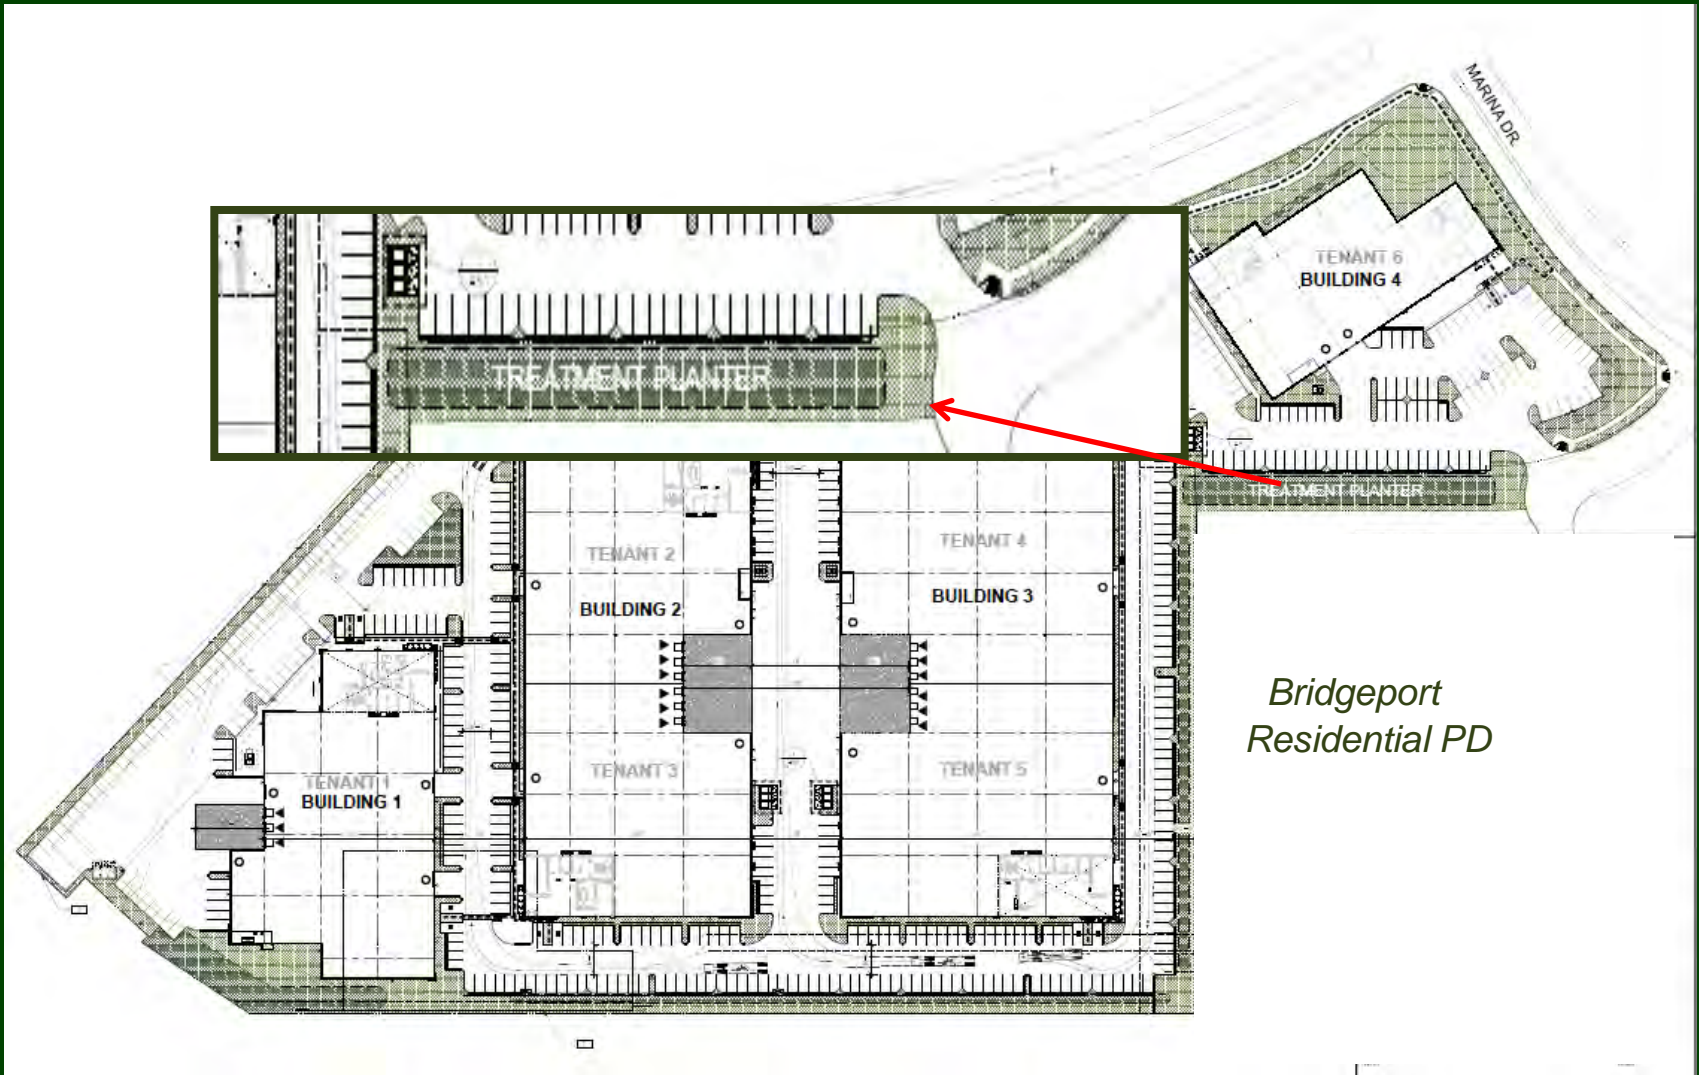 MARINA DR.
TENANT 6
BUILDING 4
TREATMENT PLANTER
TREATMENT PLANTER
TENANT 2
BUILDING 2
TENANT 4
BUILDING 3
TENANT 1
BUILDING 1
TENANT 3
TENANT 5
Bridgeport
Residential PD